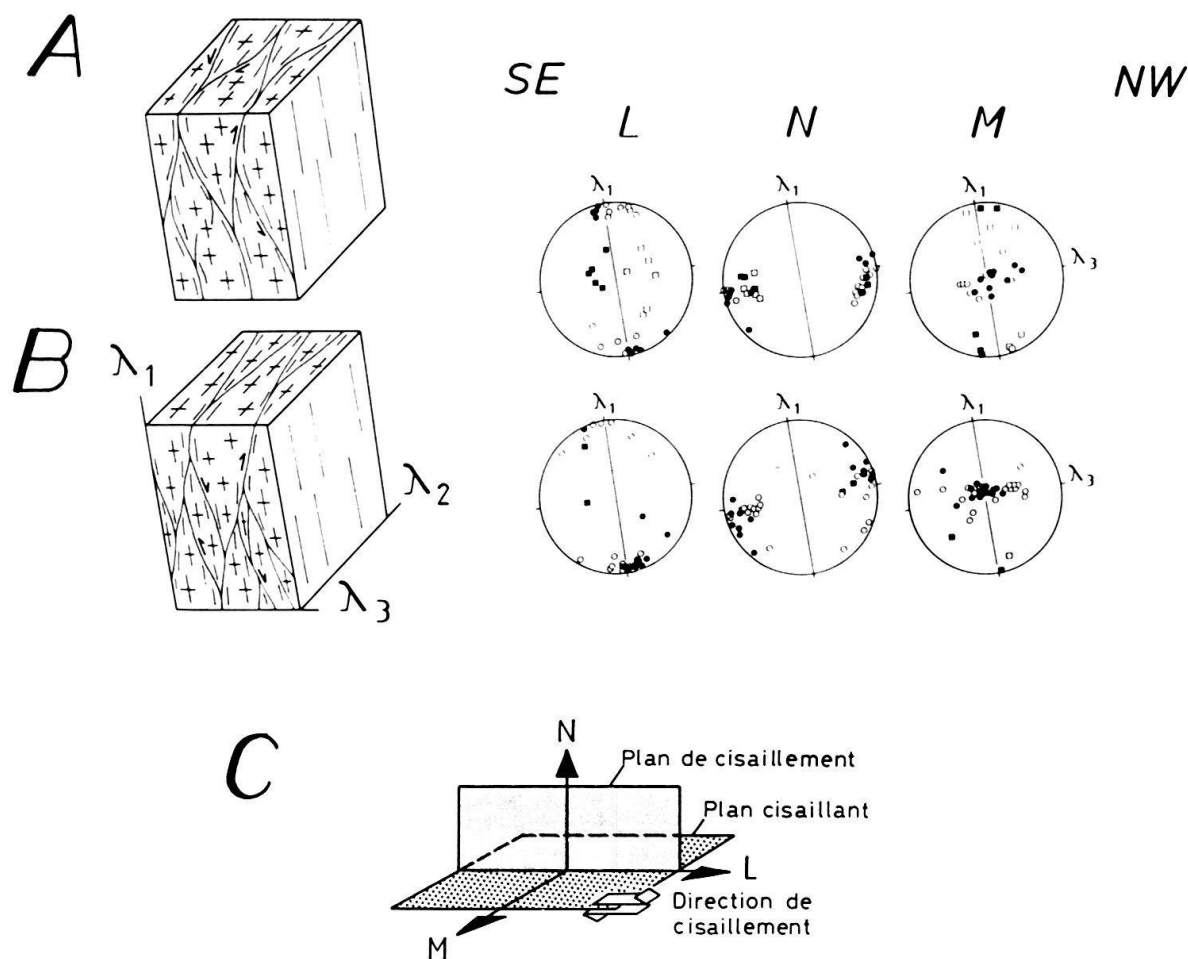 A
SE NW
L N M
λ₁ λ₁ λ₁
λ₃
B
λ₁
λ₂
λ₃
λ₁ λ₁ λ₁
λ₃
C
N
Plan de cisaillement
Plan cisaillant
L
Direction de
cisaillement
M